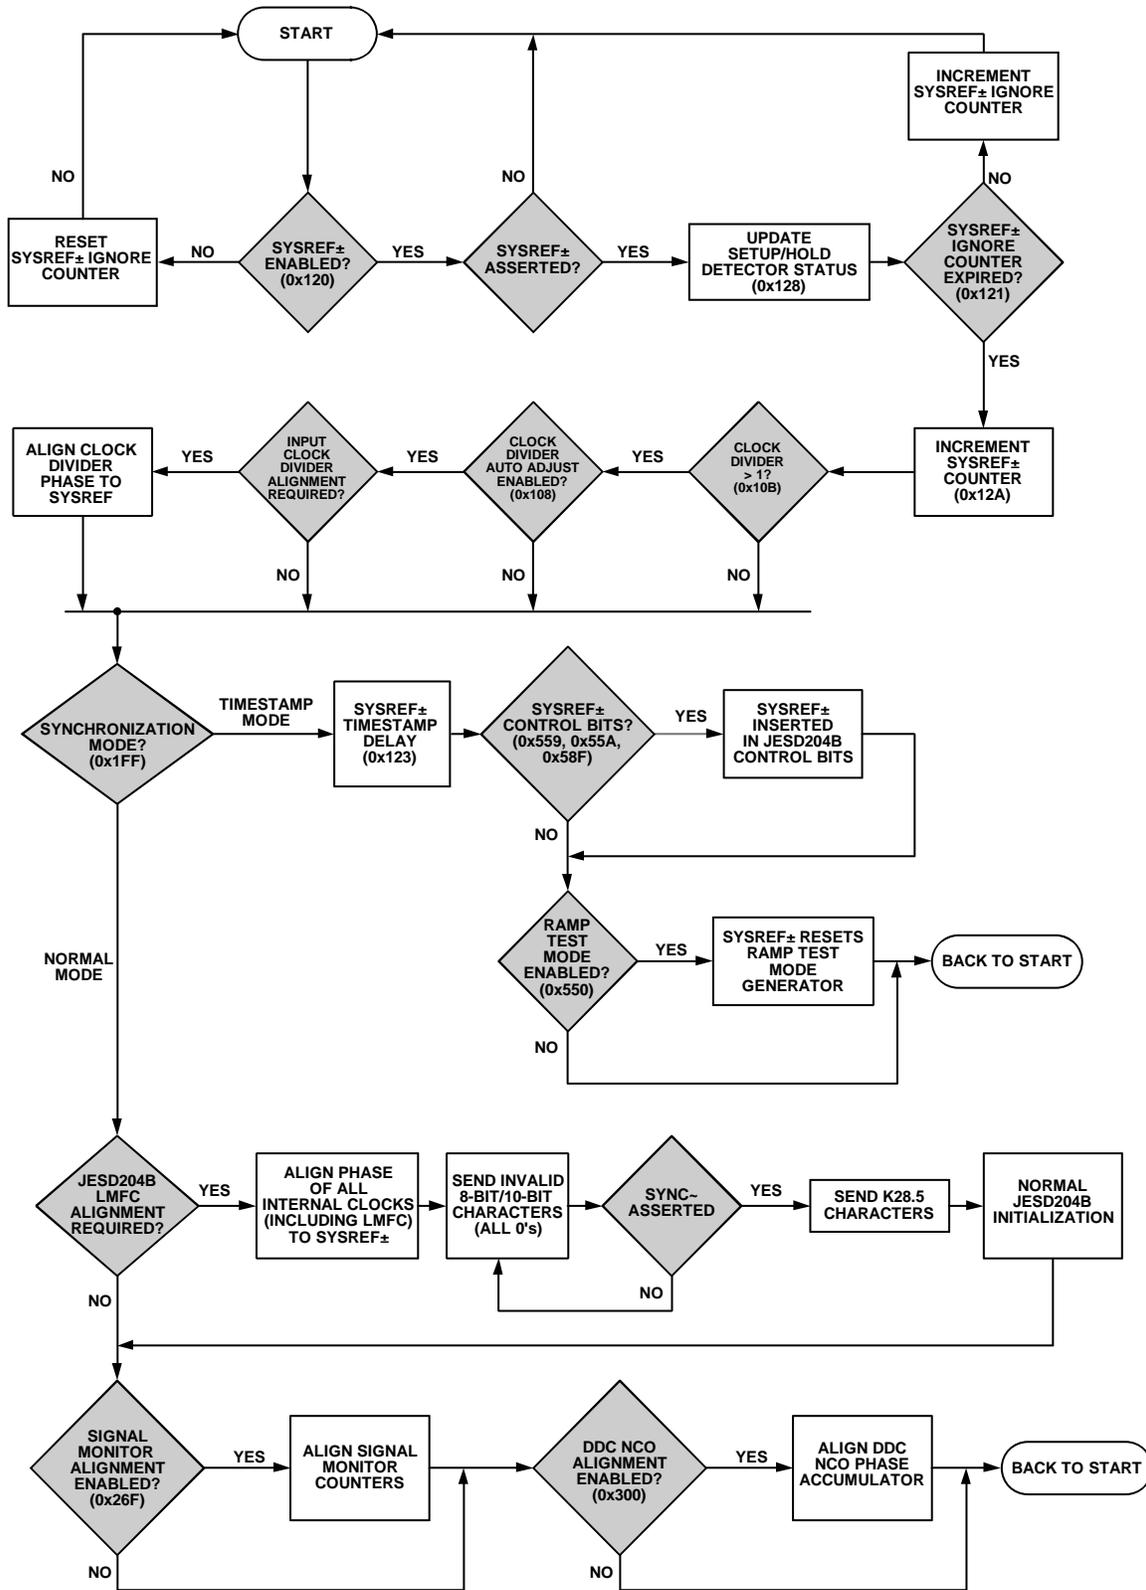 START
INCREMENT
SYSREF± IGNORE
COUNTER
NO
NO
NO
RESET
SYSREF± IGNORE
COUNTER
NO
SYSREF±
ENABLED?
(0x120)
YES
SYSREF±
ASSERTED?
YES
UPDATE
SETUP/HOLD
DETECTOR STATUS
(0x128)
SYSREF±
IGNORE
COUNTER
EXPIRED?
(0x121)
YES
ALIGN CLOCK
DIVIDER
PHASE TO
SYSREF
YES
INPUT
CLOCK
DIVIDER
ALIGNMENT
REQUIRED?
YES
CLOCK
DIVIDER
AUTO ADJUST
ENABLED?
(0x108)
YES
CLOCK
DIVIDER
> 1?
(0x10B)
INCREMENT
SYSREF±
COUNTER
(0x12A)
NO
NO
NO
SYNCHRONIZATION
MODE?
(0x1FF)
TIMESTAMP
MODE
SYSREF±
TIMESTAMP
DELAY
(0x123)
SYSREF±
CONTROL BITS?
(0x559, 0x55A,
0x58F)
YES
SYSREF±
INSERTED
IN JESD204B
CONTROL BITS
NO
NORMAL
MODE
RAMP
TEST
MODE
ENABLED?
(0x550)
YES
SYSREF± RESETS
RAMP TEST
MODE
GENERATOR
BACK TO START
NO
JESD204B
LMFC
ALIGNMENT
REQUIRED?
YES
ALIGN PHASE
OF ALL
INTERNAL CLOCKS
(INCLUDING LMFC)
TO SYSREF±
SEND INVALID
8-BIT/10-BIT
CHARACTERS
(ALL 0's)
SYNC~
ASSERTED
YES
SEND K28.5
CHARACTERS
NORMAL
JESD204B
INITIALIZATION
NO
NO
SIGNAL
MONITOR
ALIGNMENT
ENABLED?
(0x26F)
YES
ALIGN SIGNAL
MONITOR
COUNTERS
DDC NCO
ALIGNMENT
ENABLED?
(0x300)
YES
ALIGN DDC
NCO PHASE
ACCUMULATOR
BACK TO START
NO
NO